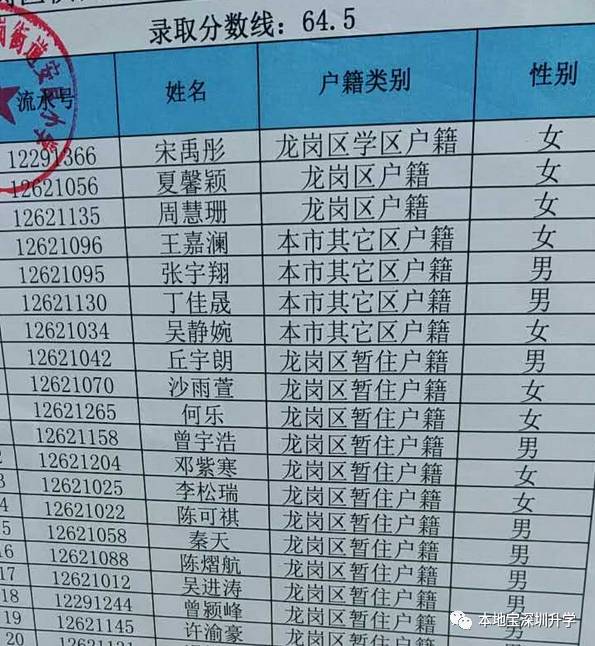 录取分数线：64.5
流水号 姓名 户籍类别 性别
12291366 宋禹彤 龙岗区学区户籍 女
12621056 夏馨颖 龙岗区户籍 女
12621135 周慧珊 龙岗区户籍 女
12621096 王嘉澜 本市其它区户籍 女
12621095 张宇翔 本市其它区户籍 男
12621130 丁佳晟 本市其它区户籍 男
12621034 吴静婉 本市其它区户籍 女
12621042 丘宇朗 龙岗区暂住户籍 男
12621070 沙雨萱 龙岗区暂住户籍 女
12621265 何乐 龙岗区暂住户籍 女
12621158 曾宇浩 龙岗区暂住户籍 男
2 12621204 邓紫寒 龙岗区暂住户籍 女
3 12621025 李松瑞 龙岗区暂住户籍 女
4 12621022 陈可祺 龙岗区暂住户籍 男
5 12621058 秦天 龙岗区暂住户籍 男
16 12621088 陈熠航 龙岗区暂住户籍 男
17 12621012 吴进涛 龙岗区暂住户籍 男
18 12291244 曾颍峰 龙岗区暂住户籍 男
19 12621145 许渝豪 龙岗区暂住户籍 男
20
本地宝深圳升学